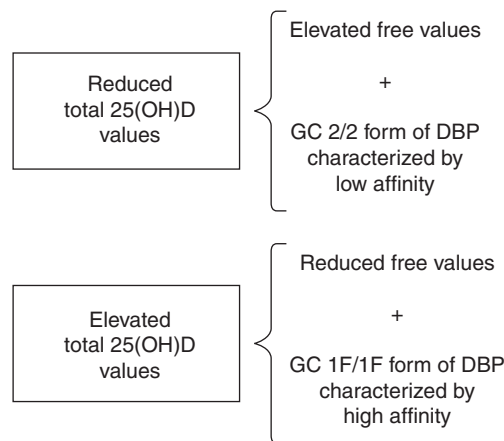 Reduced
total 25(OH)D
values
Elevated free values
+
GC 2/2 form of DBP
characterized by
low affinity
Elevated
total 25(OH)D
values
Reduced free values
+
GC 1F/1F form of DBP
characterized by
high affinity